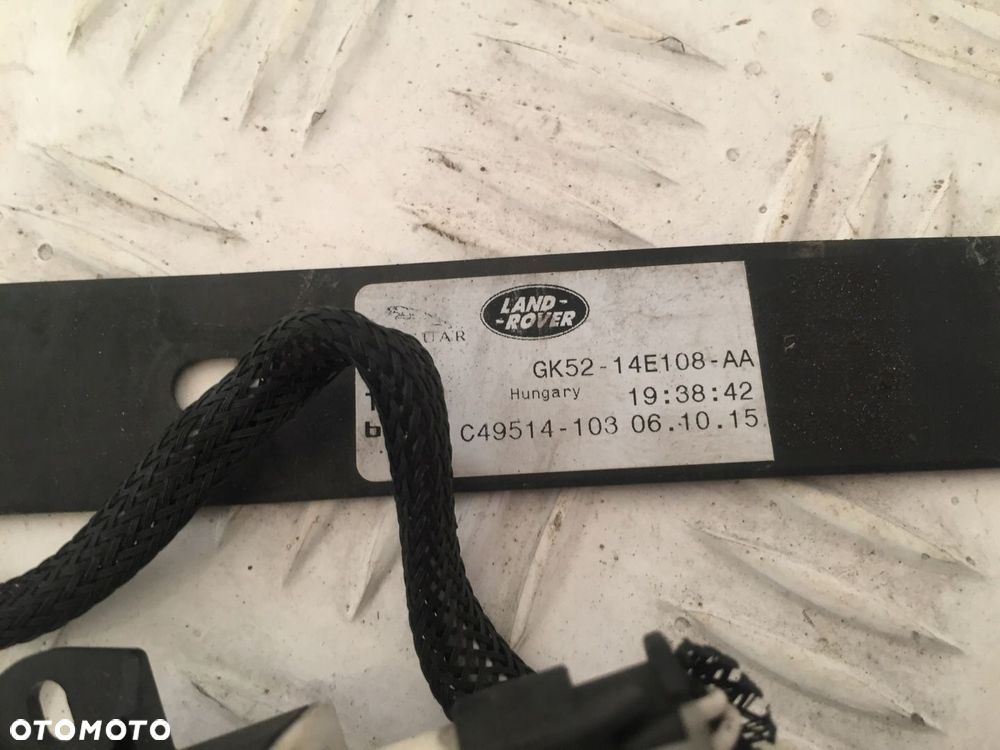 LAND-
-ROVER
GK52-14E108-AA
Hungary 19:38:42
C49514-103 06.10.15
OTOMOTO